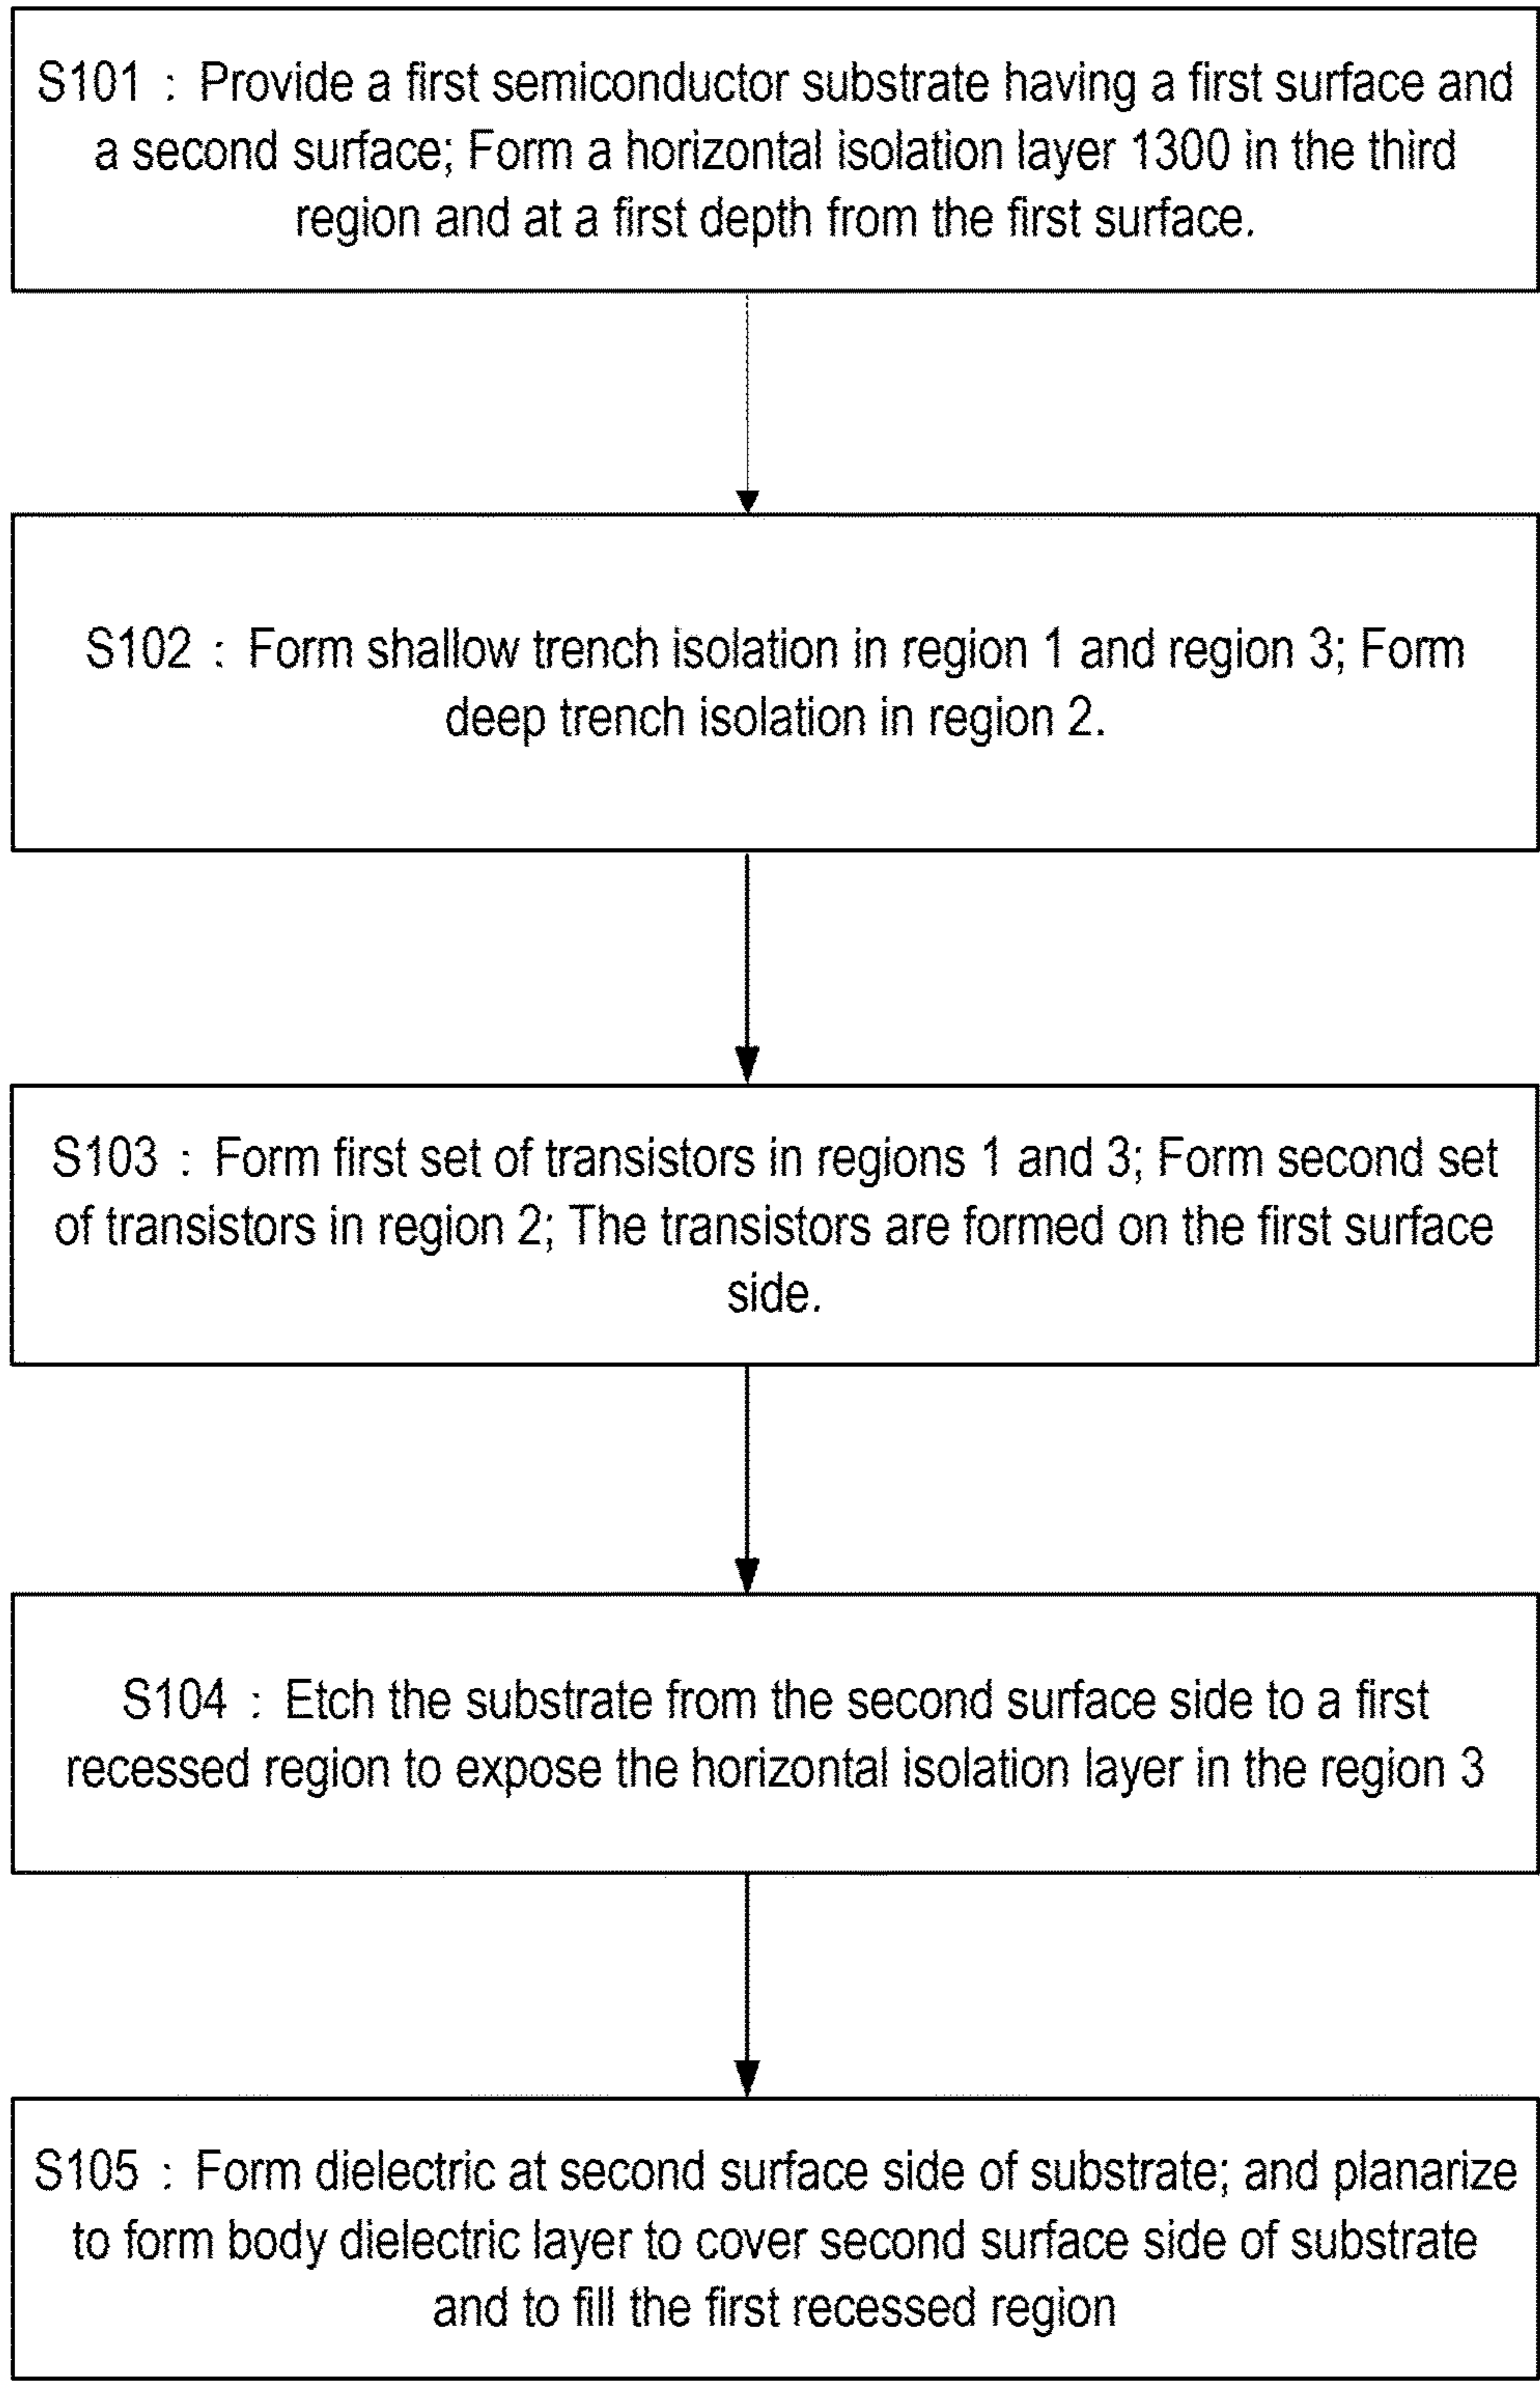 S101 : Provide a first semiconductor substrate having a first surface and
a second surface; Form a horizontal isolation layer 1300 in the third
region and at a first depth from the first surface.
S102 : Form shallow trench isolation in region 1 and region 3; Form
deep trench isolation in region 2.
S103 : Form first set of transistors in regions 1 and 3; Form second set
of transistors in region 2; The transistors are formed on the first surface
side.
S104 : Etch the substrate from the second surface side to a first
recessed region to expose the horizontal isolation layer in the region 3
S105 : Form dielectric at second surface side of substrate; and planarize
to form body dielectric layer to cover second surface side of substrate
and to fill the first recessed region